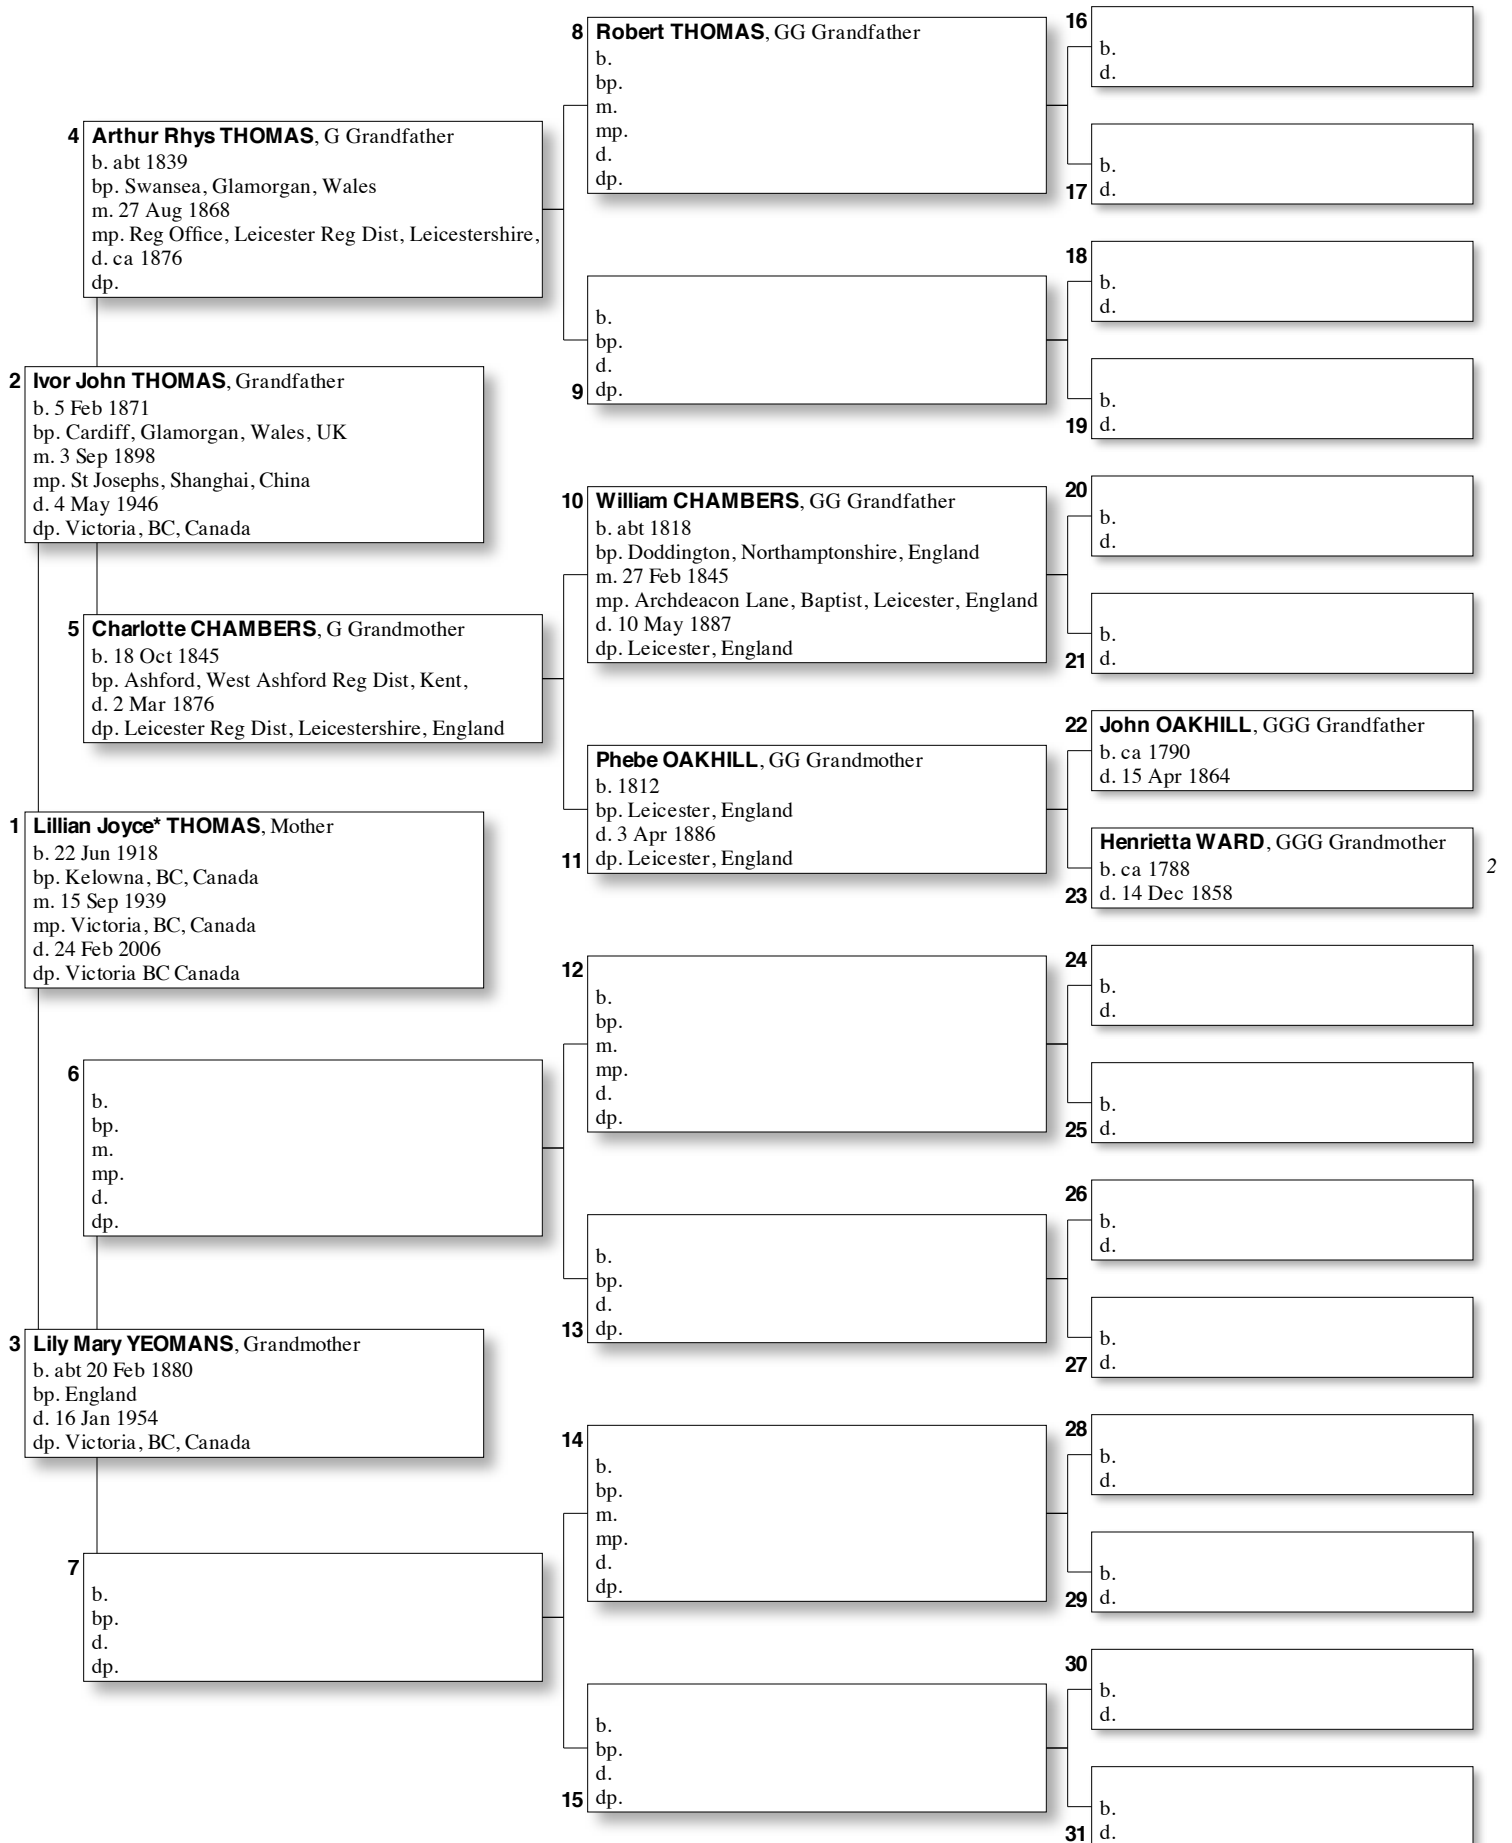 8 Robert THOMAS, GG Grandfather
b.
bp.
m.
mp.
d.
dp.
16
b.
d.
b.
17 d.
4 Arthur Rhys THOMAS, G Grandfather
b. abt 1839
bp. Swansea, Glamorgan, Wales
m. 27 Aug 1868
mp. Reg Office, Leicester Reg Dist, Leicestershire,
d. ca 1876
dp.
b.
bp.
d.
9 dp.
18
b.
d.
b.
19 d.
2 Ivor John THOMAS, Grandfather
b. 5 Feb 1871
bp. Cardiff, Glamorgan, Wales, UK
m. 3 Sep 1898
mp. St Josephs, Shanghai, China
d. 4 May 1946
dp. Victoria, BC, Canada
10 William CHAMBERS, GG Grandfather
b. abt 1818
bp. Doddington, Northamptonshire, England
m. 27 Feb 1845
mp. Archdeacon Lane, Baptist, Leicester, England
d. 10 May 1887
dp. Leicester, England
20
b.
d.
b.
21 d.
5 Charlotte CHAMBERS, G Grandmother
b. 18 Oct 1845
bp. Ashford, West Ashford Reg Dist, Kent,
d. 2 Mar 1876
dp. Leicester Reg Dist, Leicestershire, England
Phebe OAKHILL, GG Grandmother
b. 1812
bp. Leicester, England
d. 3 Apr 1886
11 dp. Leicester, England
22 John OAKHILL, GGG Grandfather
b. ca 1790
d. 15 Apr 1864
Henrietta WARD, GGG Grandmother
b. ca 1788
23 d. 14 Dec 1858
2
1 Lillian Joyce* THOMAS, Mother
b. 22 Jun 1918
bp. Kelowna, BC, Canada
m. 15 Sep 1939
mp. Victoria, BC, Canada
d. 24 Feb 2006
dp. Victoria BC Canada
12
b.
bp.
m.
mp.
d.
dp.
24
b.
d.
b.
25 d.
6
b.
bp.
m.
mp.
d.
dp.
b.
bp.
d.
13 dp.
26
b.
d.
b.
27 d.
3 Lily Mary YEOMANS, Grandmother
b. abt 20 Feb 1880
bp. England
d. 16 Jan 1954
dp. Victoria, BC, Canada
14
b.
bp.
m.
mp.
d.
dp.
28
b.
d.
b.
29 d.
7
b.
bp.
d.
dp.
b.
bp.
d.
15 dp.
30
b.
d.
b.
31 d.